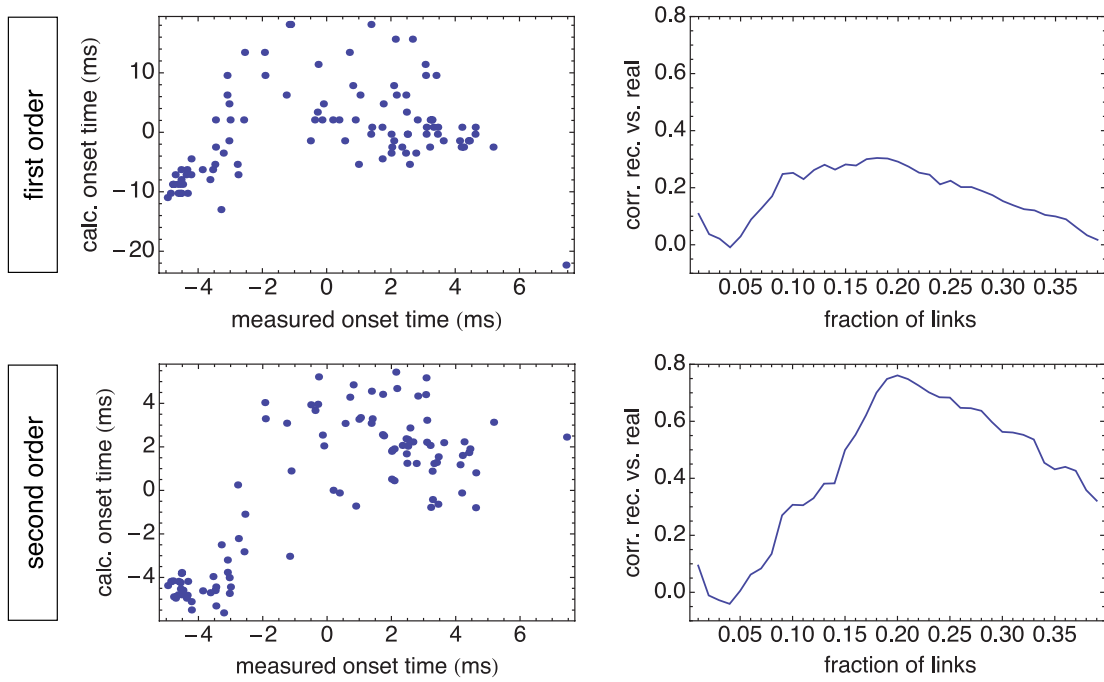 first order
calc. onset time (ms)
10
0
−10
−20
−4 −2 0 2 4 6
measured onset time (ms)
corr. rec. vs. real
0.8
0.6
0.4
0.2
0.0
0.05 0.10 0.15 0.20 0.25 0.30 0.35
fraction of links
second order
calc. onset time (ms)
4
2
0
−2
−4
−4 −2 0 2 4 6
measured onset time (ms)
corr. rec. vs. real
0.8
0.6
0.4
0.2
0.0
0.05 0.10 0.15 0.20 0.25 0.30 0.35
fraction of links